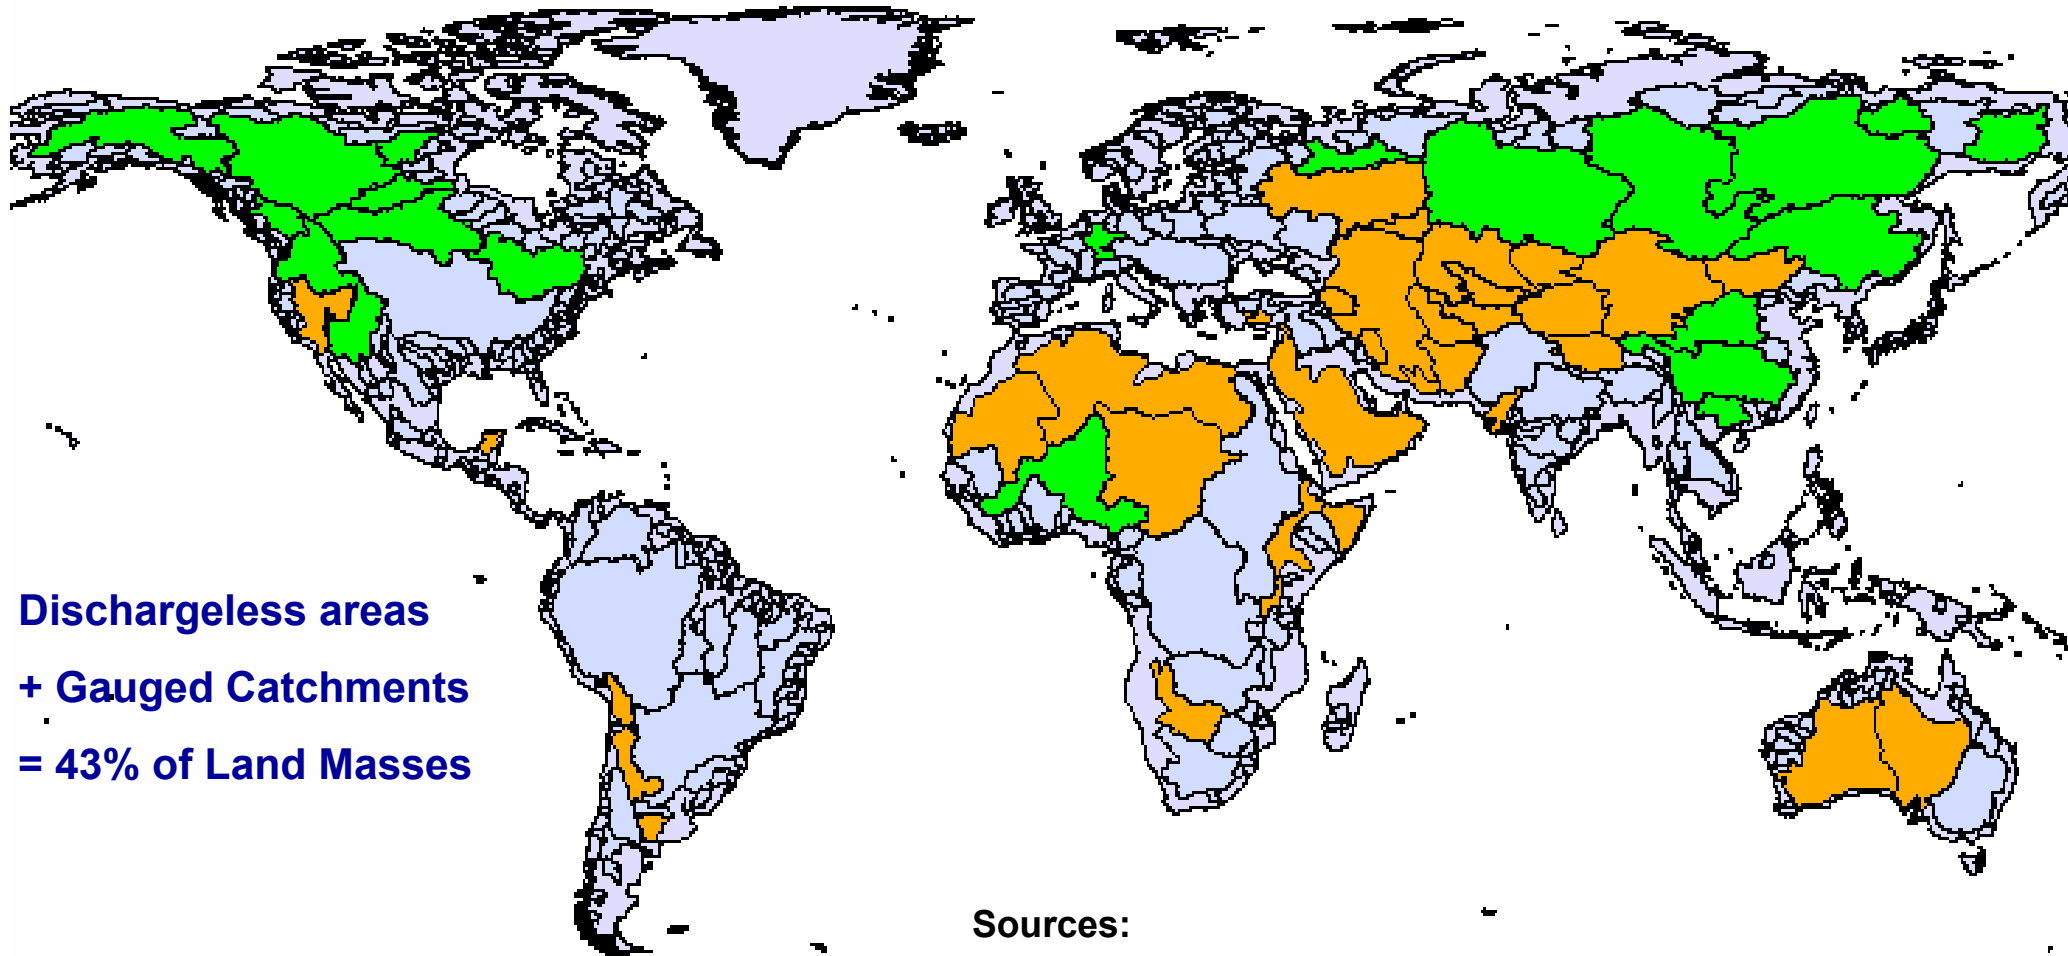 Dischargeless areas
+ Gauged Catchments
= 43% of Land Masses
Sources: